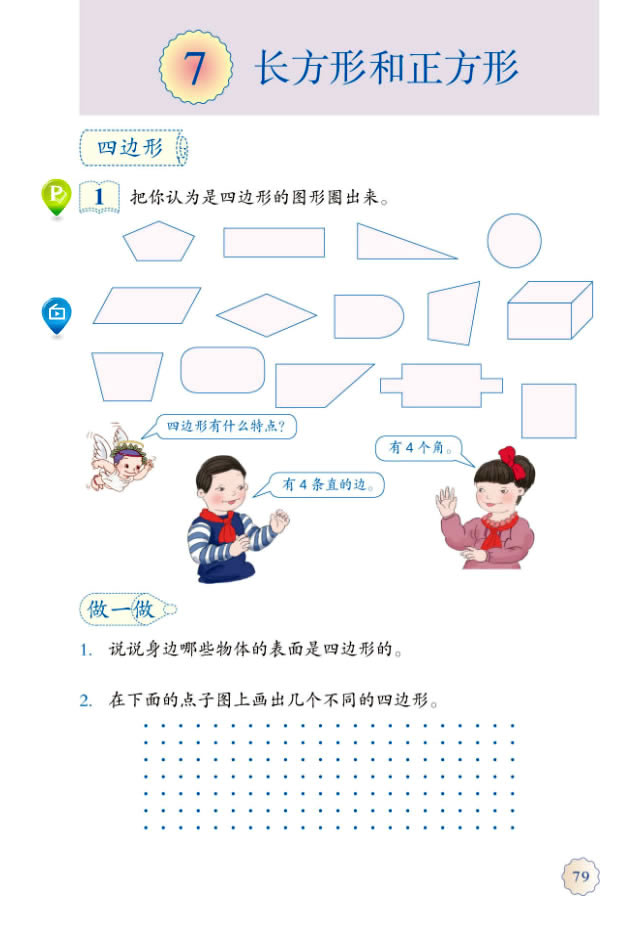 7 长方形和正方形
四边形
1 把你认为是四边形的图形圈出来。
四边形有什么特点?
有4个角。
有4条直的边。
做一做
1. 说说身边哪些物体的表面是四边形的。
2. 在下面的点子图上画出几个不同的四边形。
79